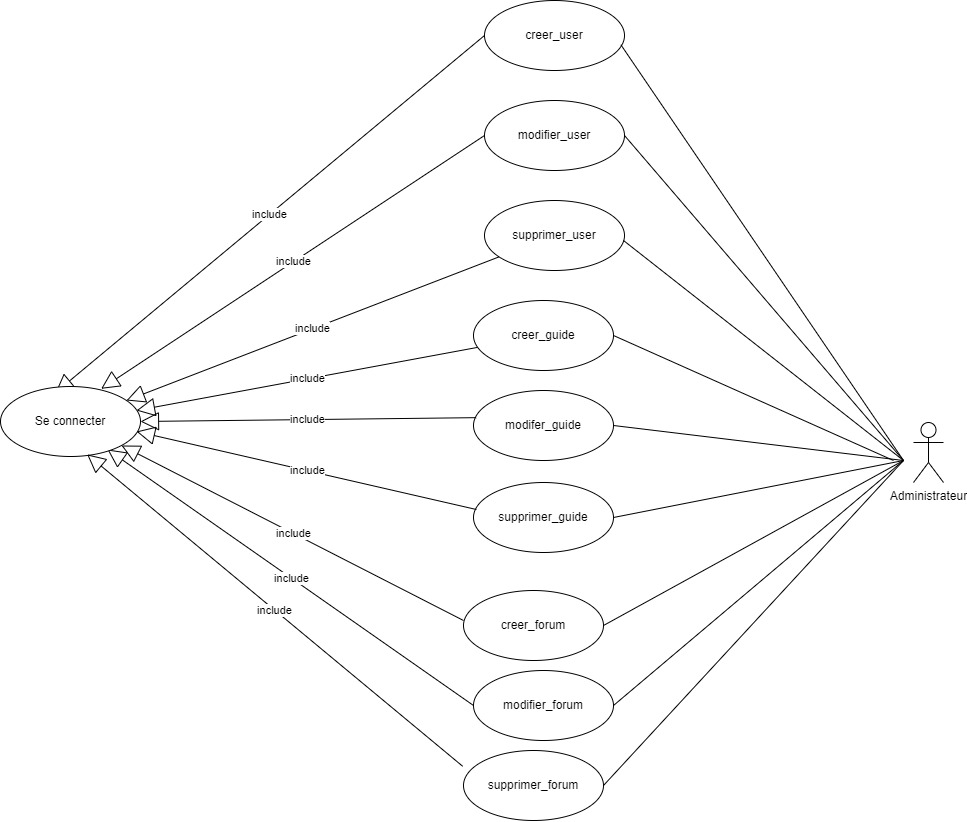 creer_user
modifier_user
include
supprimer_user
include
include
creer_guide
include
Se connecter
include
modifer_guide
include
supprimer_guide
Administrateur
include
include
include
creer_forum
modifier_forum
supprimer_forum